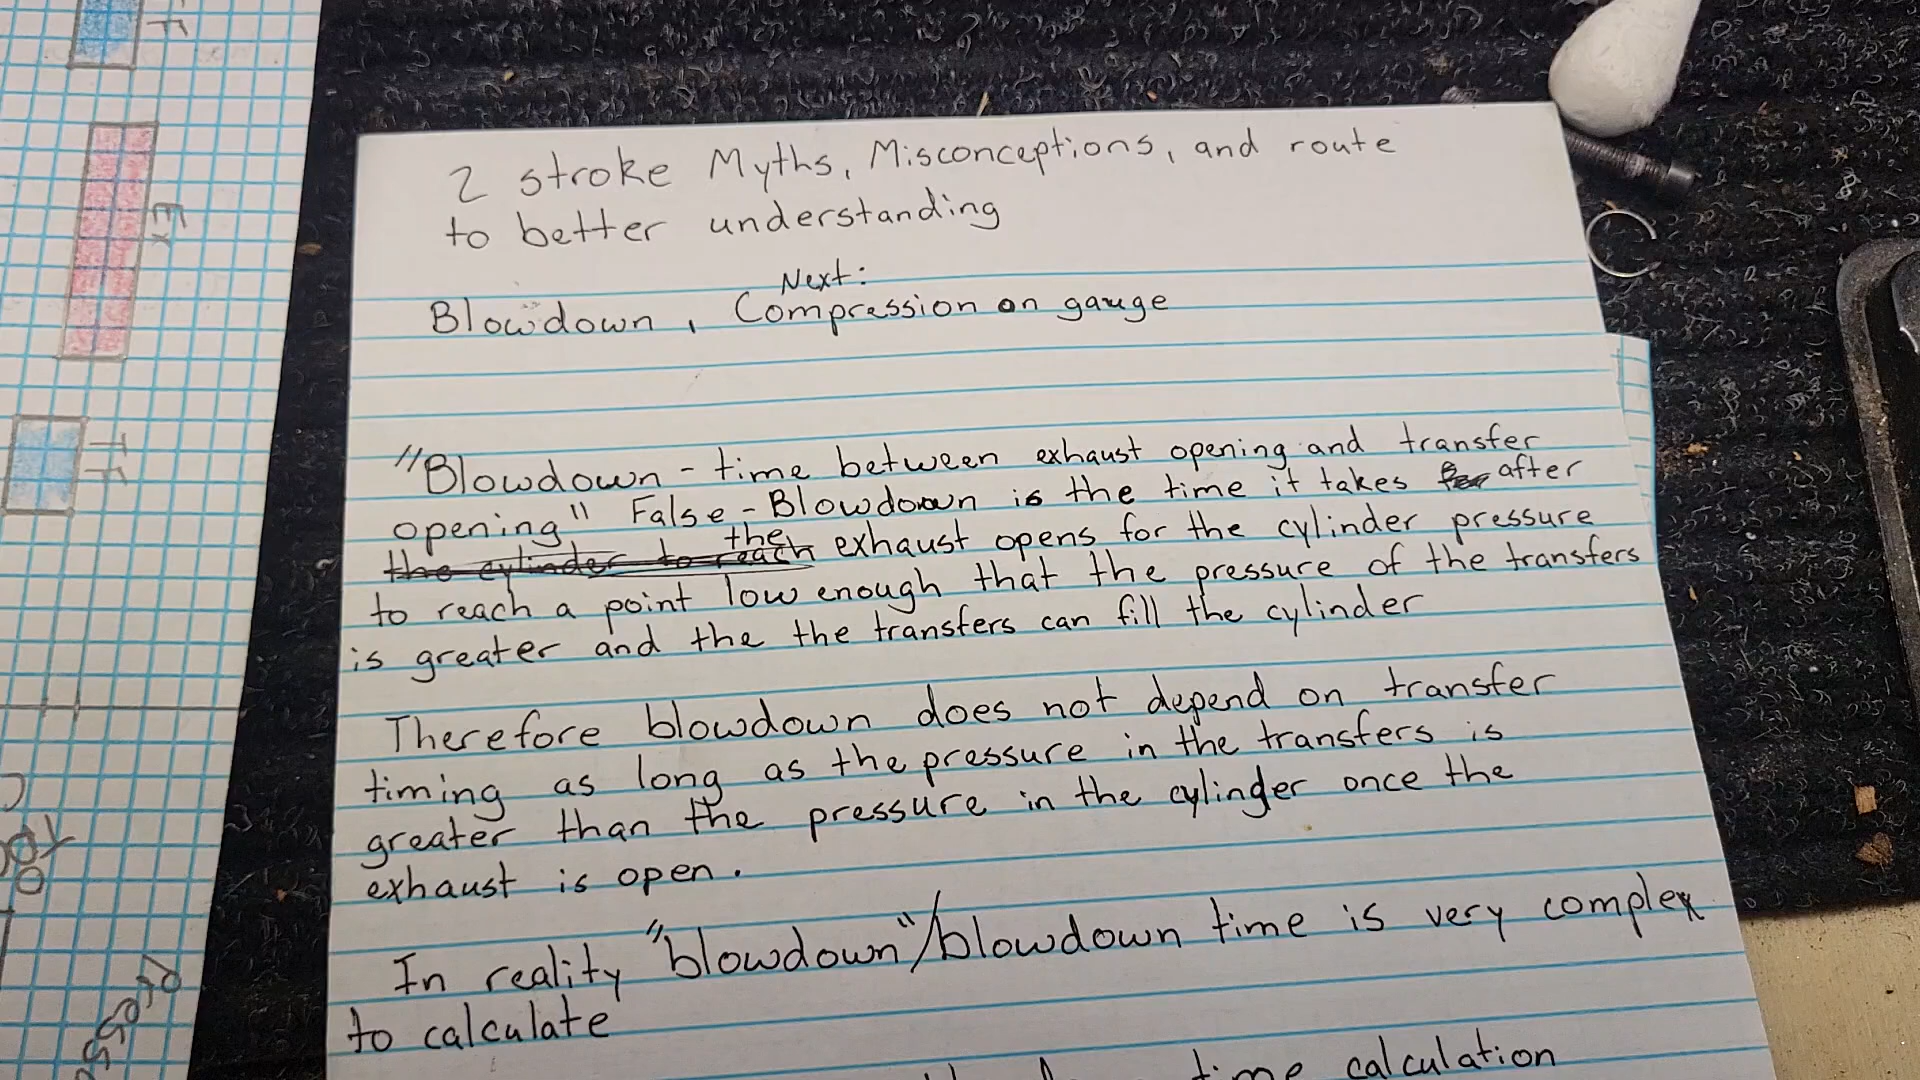 2 stroke Myths, Misconceptions, and route
to better understanding
Next:
Blowdown, Compression on gauge
"Blowdown - time between exhaust opening and transfer
opening" False - Blowdown is the time it takes after
the exhaust opens for the cylinder pressure
to reach a point low enough that the pressure of the transfers
is greater and the the transfers can fill the cylinder
Therefore blowdown does not depend on transfer
timing as long as the pressure in the transfers is
greater than the pressure in the cylinder once the
exhaust is open.
In reality "blowdown"/blowdown time is very complex
to calculate
time calculation
Ex